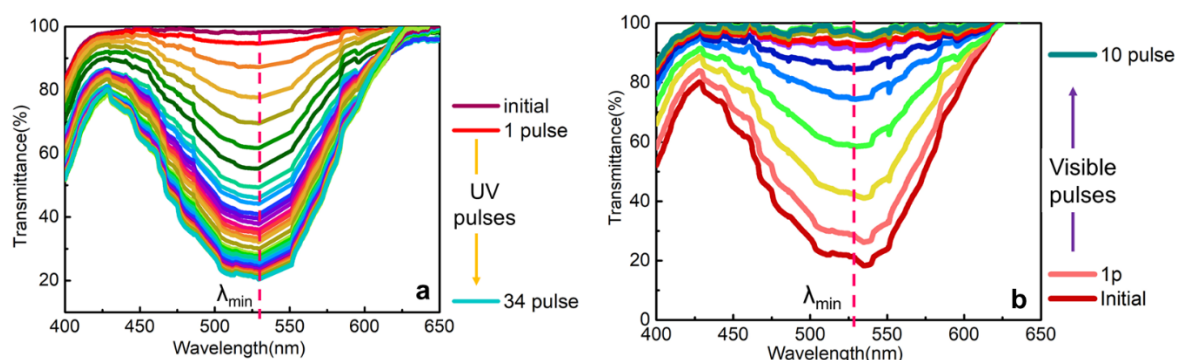 Transmittance(%)
100
80
60
40
20
400
450
500
550
600
650
Wavelength(nm)
λmin
a
initial
1 pulse
UV
pulses
34 pulse
Transmittance(%)
100
80
60
40
20
0
400
450
500
550
600
650
Wavelength(nm)
λmin
b
10 pulse
Visible
pulses
1p
Initial